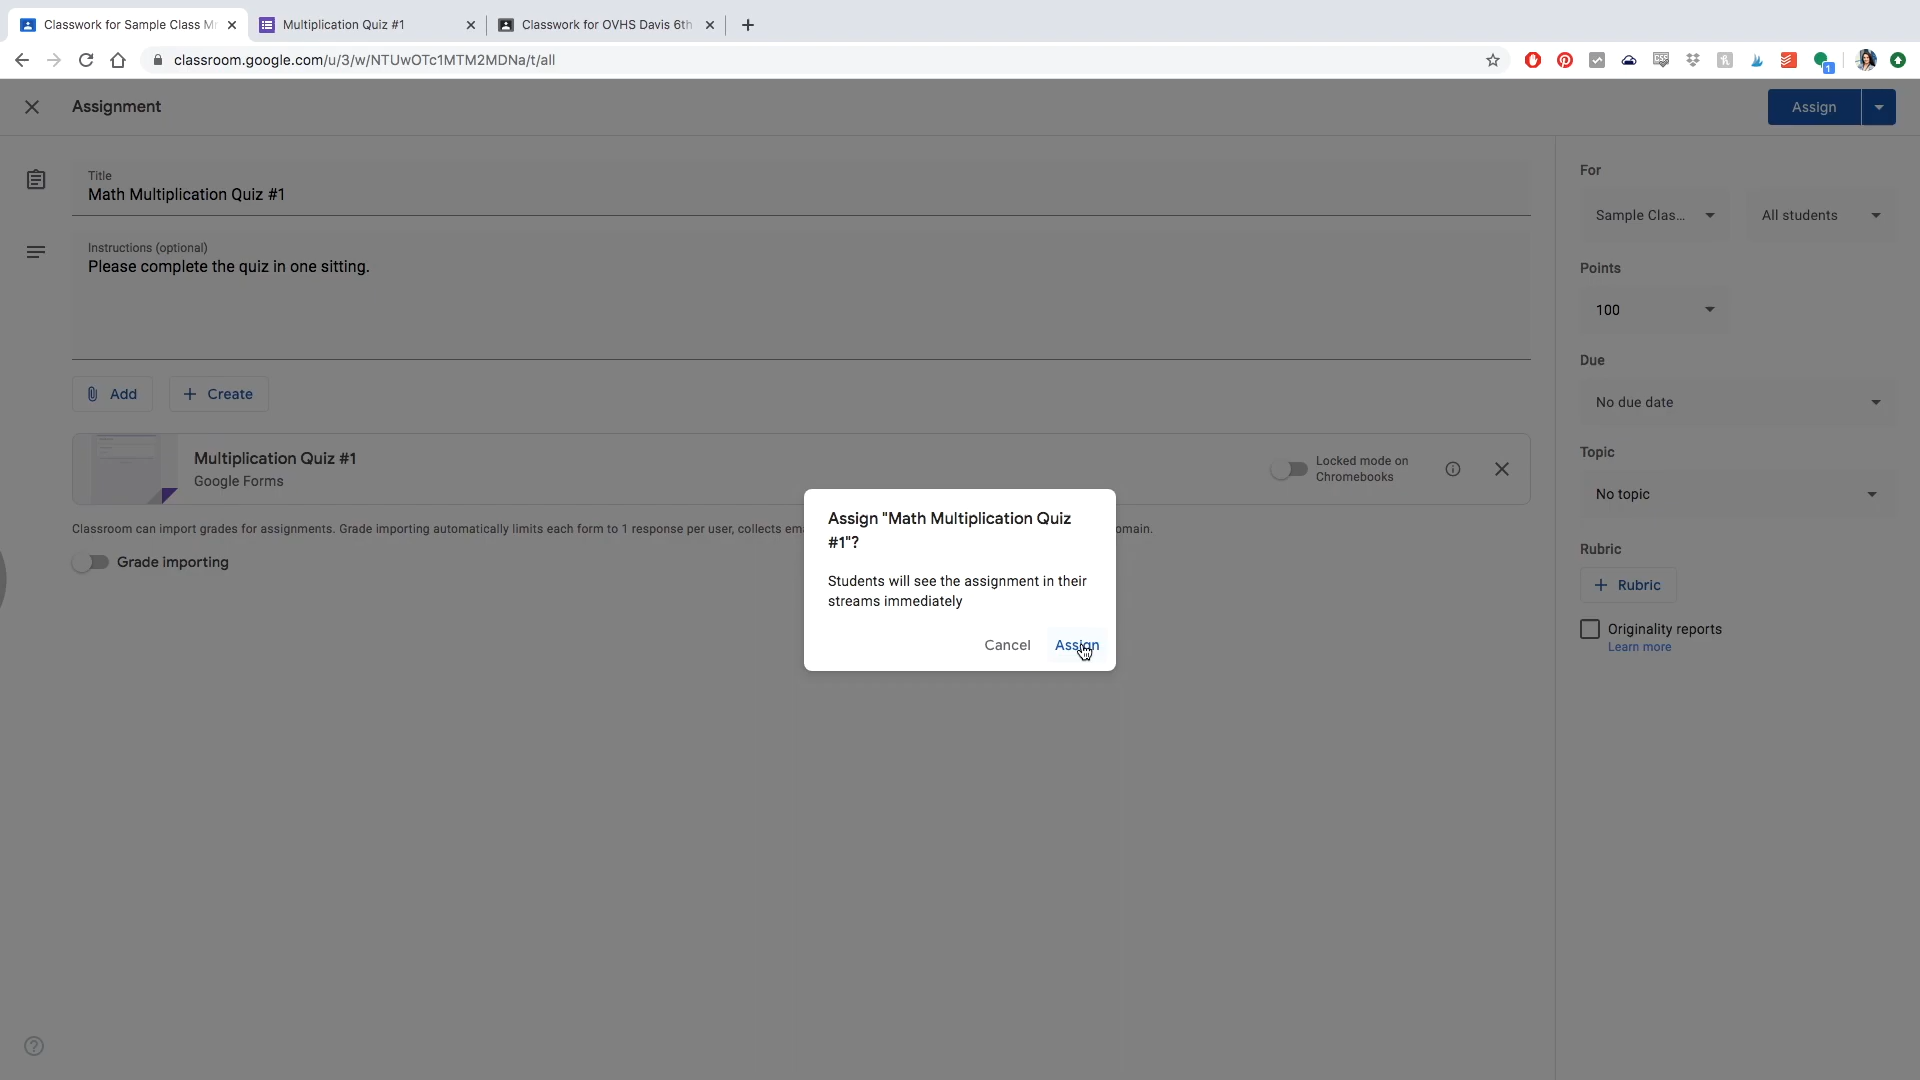 Classwork for Sample Class Mr
Multiplication Quiz #1
Classwork for OVHS Davis 6th
classroom.google.com/u/3/w/NTUwOTc1MTM2MDNa/t/all
CSS
1
Assignment
Assign
Title
Math Multiplication Quiz #1
Instructions (optional)
Please complete the quiz in one sitting.
Add
Create
Multiplication Quiz #1
Google Forms
Locked mode on
Chromebooks
Classroom can import grades for assignments. Grade importing automatically limits each form to 1 response per user, collects ema
omain.
Grade importing
Assign "Math Multiplication Quiz
#1"?
Students will see the assignment in their
streams immediately
Cancel
Assign
For
Sample Clas...
All students
Points
100
Due
No due date
Topic
No topic
Rubric
Rubric
Originality reports
Learn more